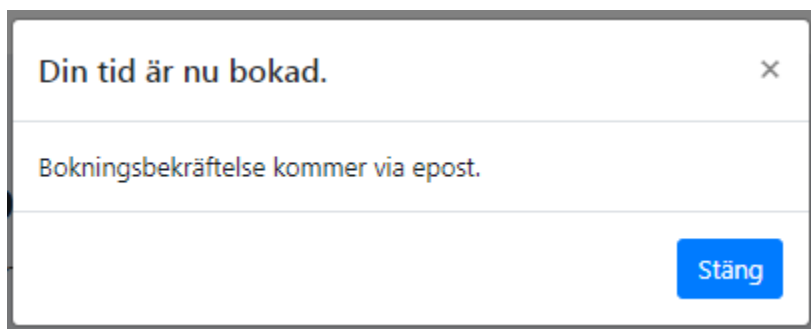 Din tid är nu bokad.
×
Bokningsbekräftelse kommer via epost.
Stäng